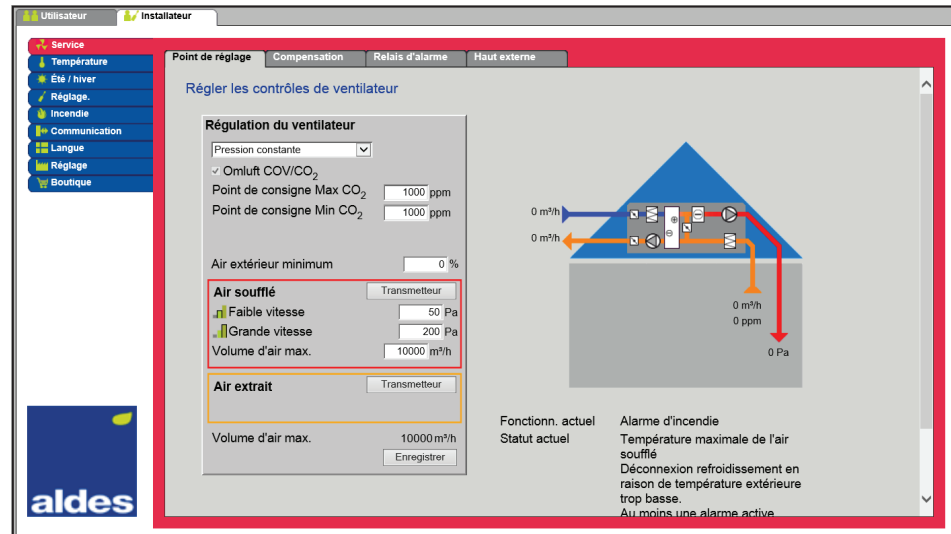 Utilisateur
Installateur
Service
Température
Été / hiver
Réglage.
Incendie
Communication
Langue
Réglage
Boutique
Point de réglage
Compensation
Relais d'alarme
Haut externe
Régler les contrôles de ventilateur
Régulation du ventilateur
Pression constante
Omluft COV/CO2
Point de consigne Max CO2 1000 ppm
Point de consigne Min CO2 1000 ppm
Air extérieur minimum 0 %
Air soufflé Transmetteur
Faible vitesse 50 Pa
Grande vitesse 200 Pa
Volume d'air max. 10000 m³/h
Air extrait Transmetteur
Volume d'air max. 10000 m³/h
Enregistrer
0 m³/h
0 m³/h
0 m³/h
0 ppm
0 Pa
Fonctionn. actuel Alarme d'incendie
Statut actuel Température maximale de l'air
soufflé
Déconnexion refroidissement en
raison de température extérieure
trop basse.
Au moins une alarme active
aldes